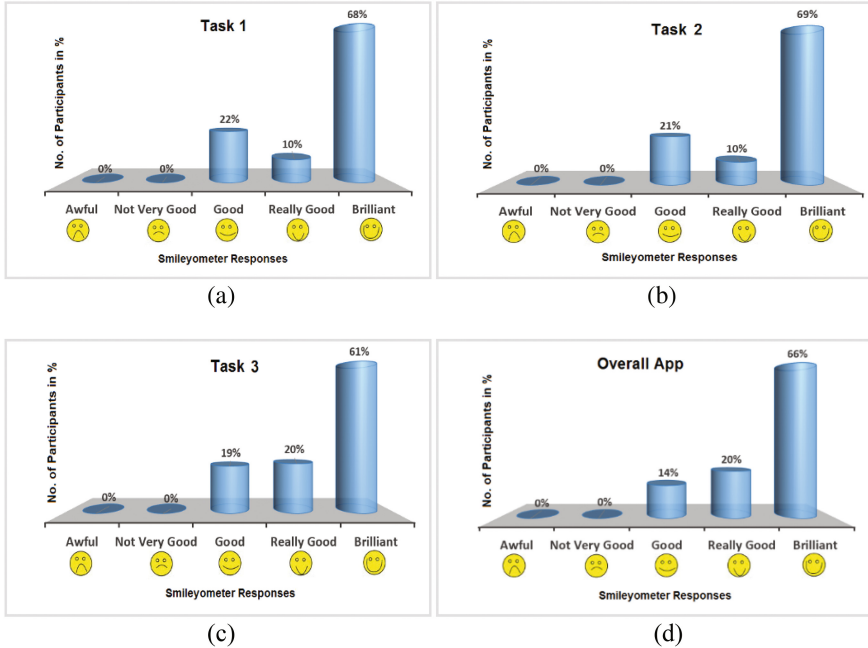 Task 1
No. of Participants in %
68%
22%
10%
0%
0%
Awful Not Very Good Good Really Good Brilliant
Smileyometer Responses
(a)
Task 2
No. of Participants in %
69%
21%
10%
0%
0%
Awful Not Very Good Good Really Good Brilliant
Smileyometer Responses
(b)
Task 3
No. of Participants in %
61%
19%
20%
0%
0%
Awful Not Very Good Good Really Good Brilliant
Smileyometer Responses
(c)
Overall App
No. of Participants in %
66%
14%
20%
0%
0%
Awful Not Very Good Good Really Good Brilliant
Smileyometer Responses
(d)